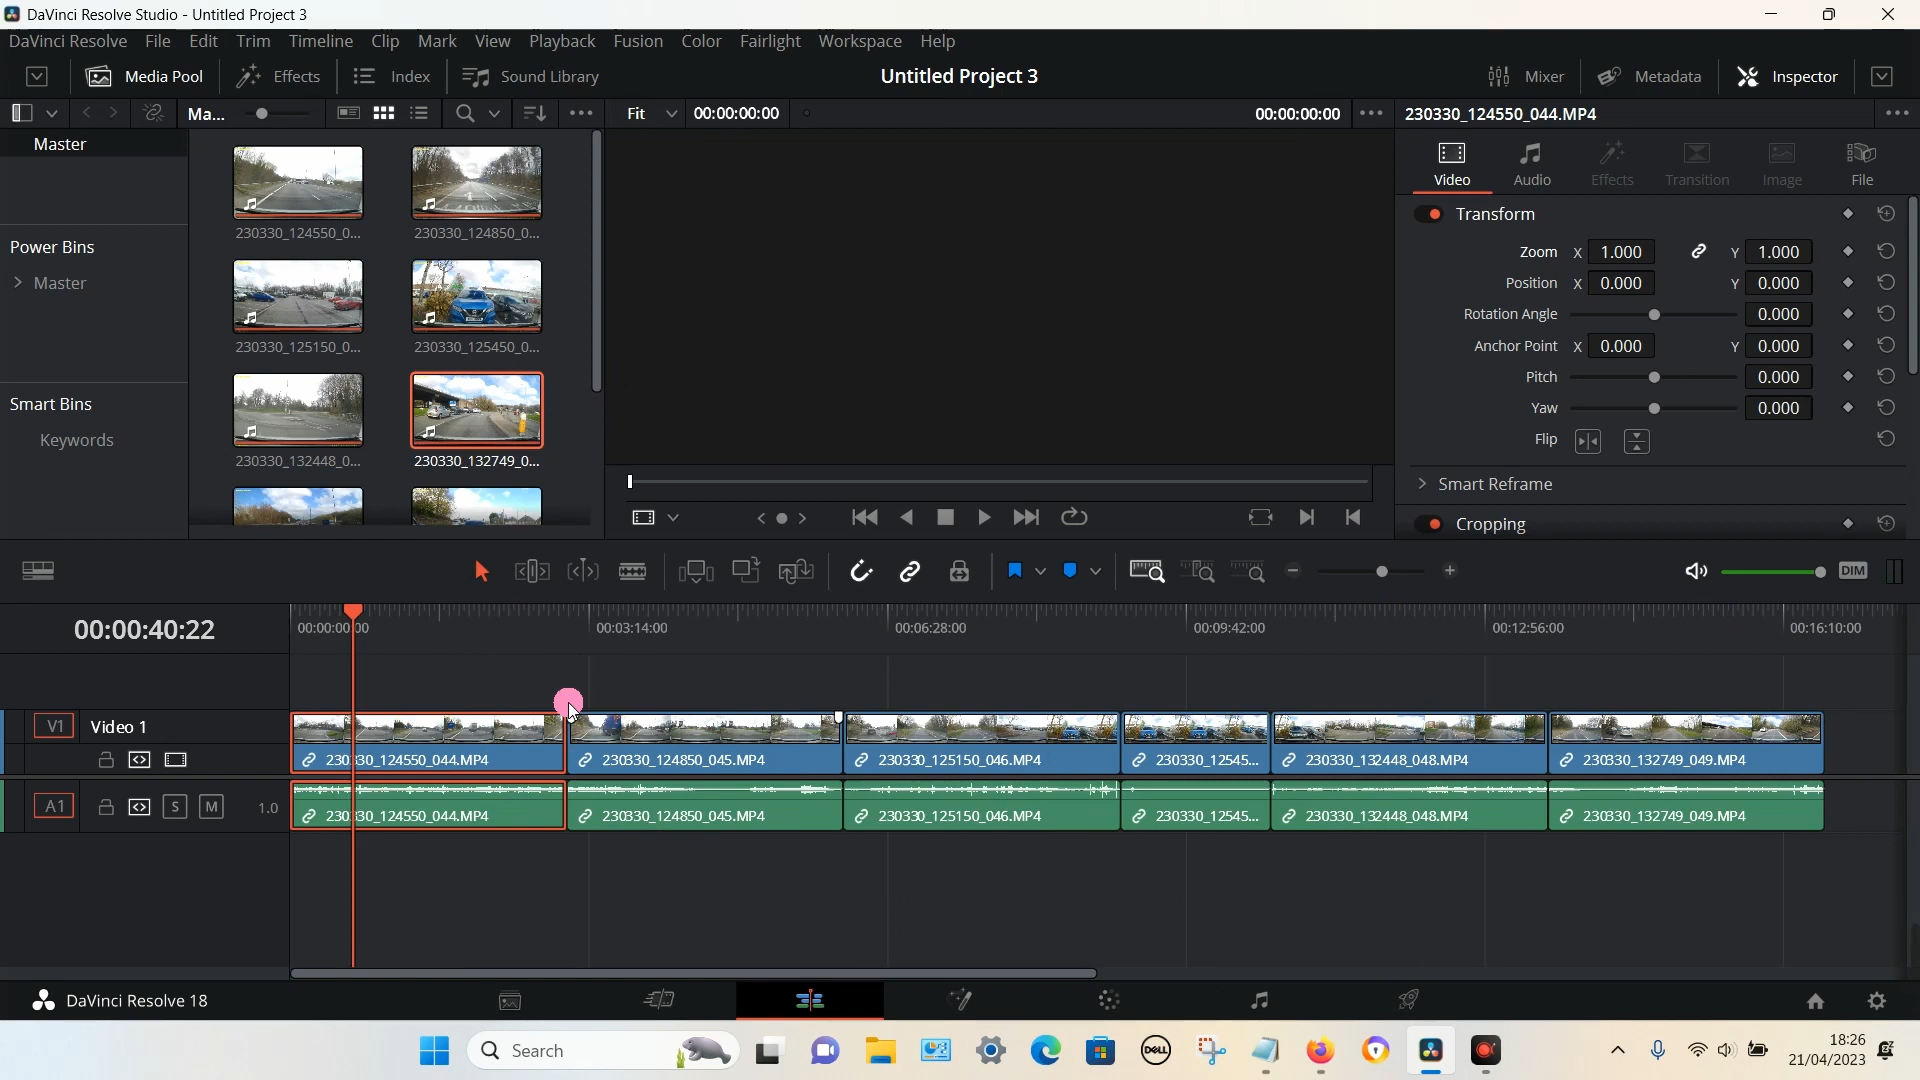 DaVinci Resolve Studio - Untitled Project 3
DaVinci Resolve File Edit Trim Timeline Clip Mark View Playback Fusion Color Fairlight Workspace Help
Media Pool Effects Index Sound Library Untitled Project 3 Mixer Metadata Inspector
Ma... Fit 00:00:00:00 00:00:00:00 230330_124550_044.MP4
Master
Power Bins
Master
Smart Bins
Keywords
230330_124550_0... 230330_124850_0...
230330_125150_0... 230330_125450_0...
230330_132448_0... 230330_132749_0...
Video Audio Effects Transition Image File
Transform
Zoom X 1.000 Y 1.000
Position X 0.000 Y 0.000
Rotation Angle 0.000
Anchor Point X 0.000 Y 0.000
Pitch 0.000
Yaw 0.000
Flip
Smart Reframe
Cropping
DIM
00:00:40:22 00:00:00:00 00:03:14:00 00:06:28:00 00:09:42:00 00:12:56:00 00:16:10:00
V1 Video 1
230330_124550_044.MP4 230330_124850_045.MP4 230330_125150_046.MP4 230330_12545... 230330_132448_048.MP4 230330_132749_049.MP4
A1 S M 1.0
230330_124550_044.MP4 230330_124850_045.MP4 230330_125150_046.MP4 230330_12545... 230330_132448_048.MP4 230330_132749_049.MP4
DaVinci Resolve 18
Search DELL 18:26
21/04/2023